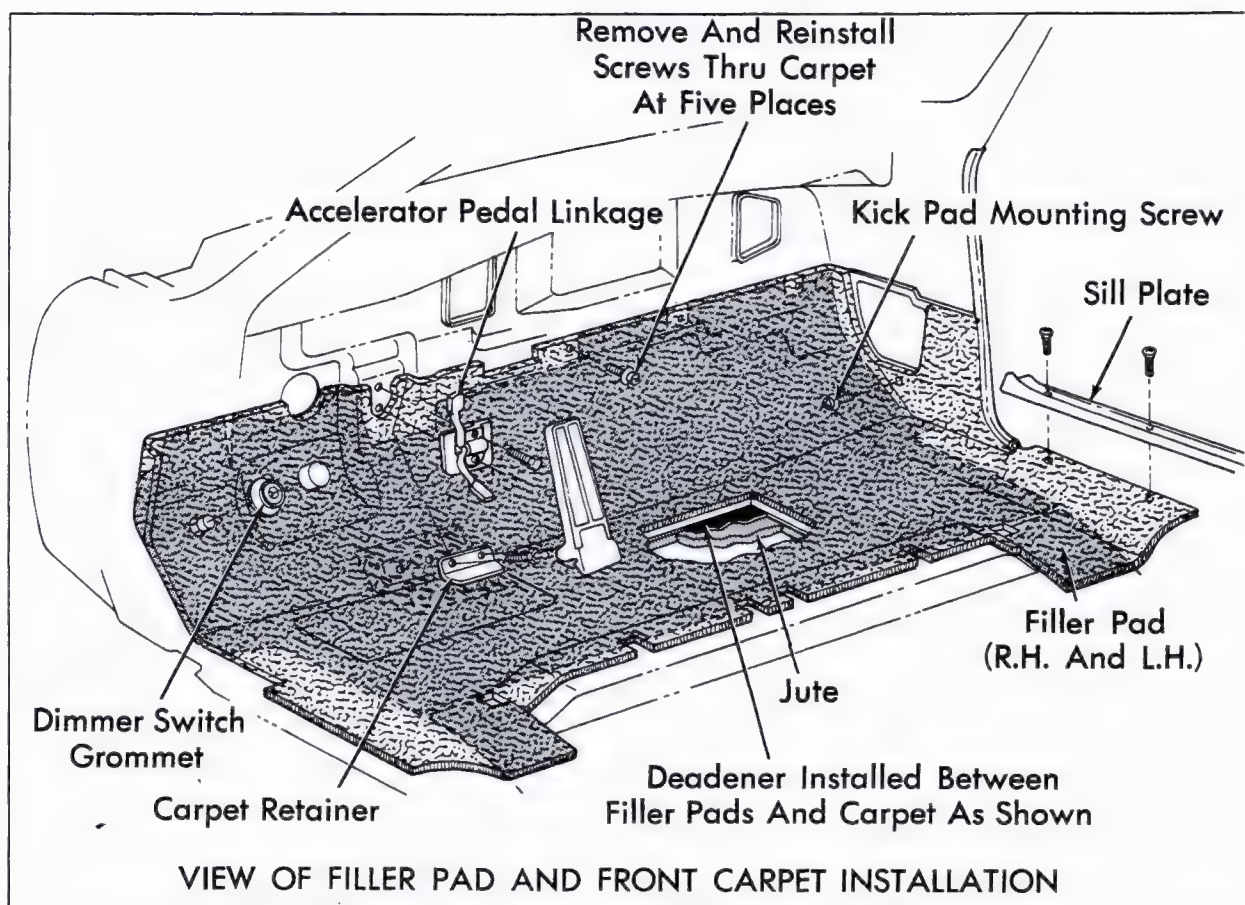 Remove And Reinstall
Screws Thru Carpet
At Five Places
Accelerator Pedal Linkage
Kick Pad Mounting Screw
Sill Plate
Filler Pad
(R.H. And L.H.)
Jute
Dimmer Switch
Grommet
Deadener Installed Between
Filler Pads And Carpet As Shown
Carpet Retainer
VIEW OF FILLER PAD AND FRONT CARPET INSTALLATION